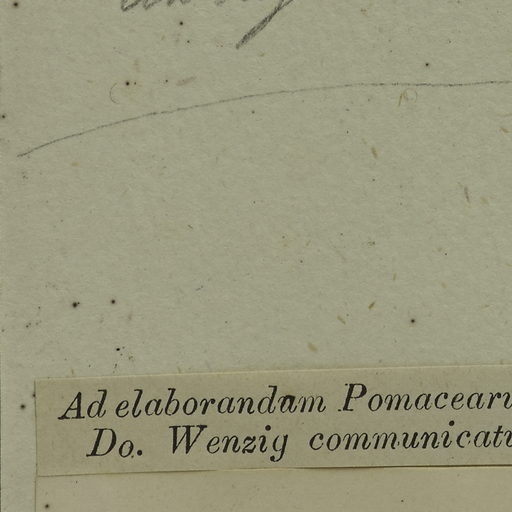 Ad elaborandam Pomacearu
Do. Wenzig communicatu